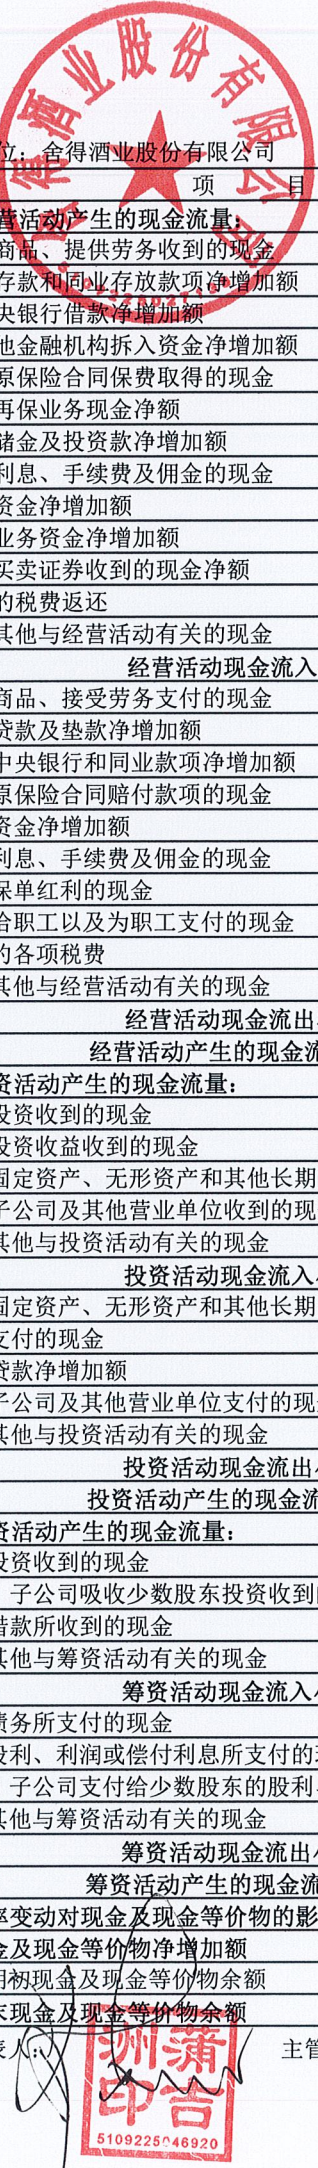 舍得酒业股份有限公司
位：舍得酒业股份有限公司
项 目
营活动产生的现金流量：
商品、提供劳务收到的现金
存款和同业存放款项净增加额
央银行借款净增加额
他金融机构拆入资金净增加额
原保险合同保费取得的现金
再保业务现金净额
储金及投资款净增加额
利息、手续费及佣金的现金
资金净增加额
业务资金净增加额
买卖证券收到的现金净额
的税费返还
其他与经营活动有关的现金
经营活动现金流入
商品、接受劳务支付的现金
贷款及垫款净增加额
中央银行和同业款项净增加额
原保险合同赔付款项的现金
资金净增加额
利息、手续费及佣金的现金
保单红利的现金
给职工以及为职工支付的现金
的各项税费
其他与经营活动有关的现金
经营活动现金流出
经营活动产生的现金流
资活动产生的现金流量：
投资收到的现金
投资收益收到的现金
固定资产、无形资产和其他长期
子公司及其他营业单位收到的现
其他与投资活动有关的现金
投资活动现金流入
固定资产、无形资产和其他长期
支付的现金
贷款净增加额
子公司及其他营业单位支付的现
其他与投资活动有关的现金
投资活动现金流出
投资活动产生的现金流
资活动产生的现金流量：
投资收到的现金
子公司吸收少数股东投资收到
借款所收到的现金
其他与筹资活动有关的现金
筹资活动现金流入
债务所支付的现金
股利、利润或偿付利息所支付的
子公司支付给少数股东的股利、
其他与筹资活动有关的现金
筹资活动现金流出
筹资活动产生的现金流
率变动对现金及现金等价物的影
金及现金等价物净增加额
期初现金及现金等价物余额
末现金及现金等价物余额
表人： 主管
蒲吉
洲印
5109225046920